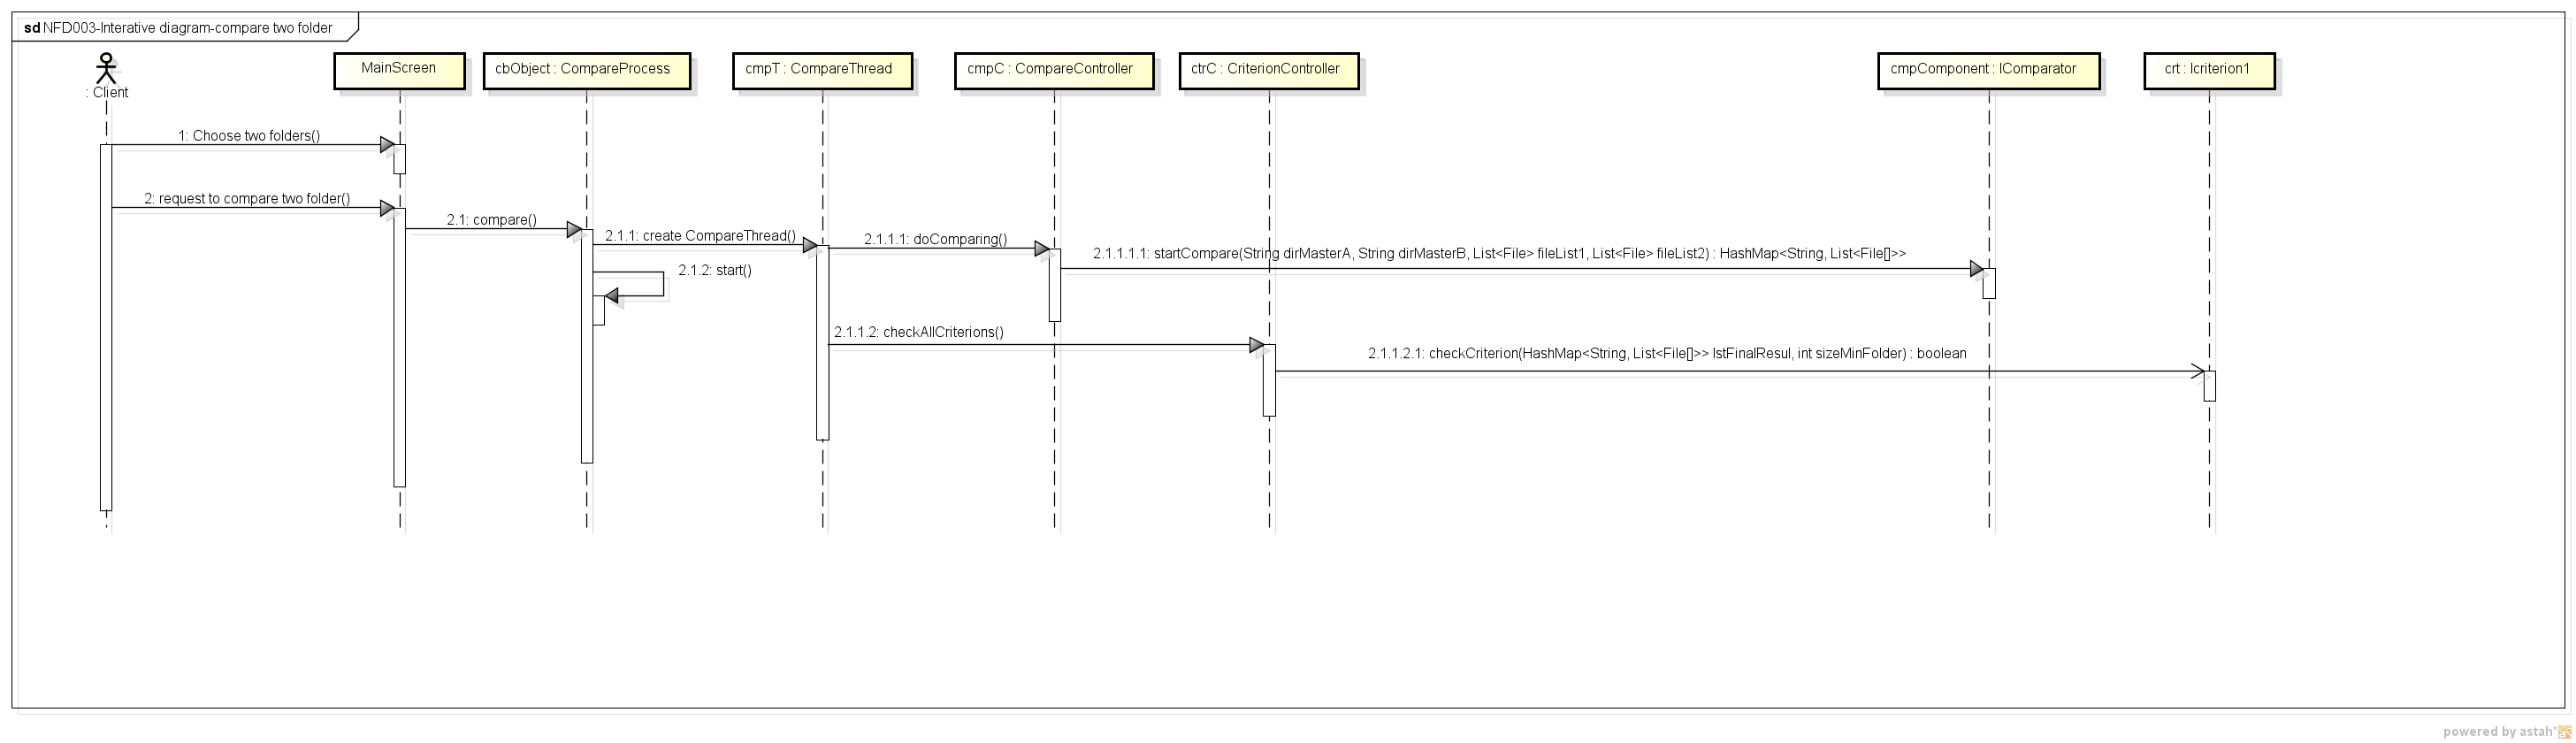 sd NFD003-Interative diagram-compare two folder
: Client
MainScreen
cbObject : CompareProcess
cmpT : CompareThread
cmpC : CompareController
ctrC : CriterionController
cmpComponent : IComparator
crt : Icriterion1
1: Choose two folders()
2: request to compare two folder()
2.1: compare()
2.1.1: create CompareThread()
2.1.1.1: doComparing()
2.1.1.1.1: startCompare(String dirMasterA, String dirMasterB, List<File> fileList1, List<File> fileList2) : HashMap<String, List<File[]>>
2.1.2: start()
2.1.1.2: checkAllCriterions()
2.1.1.2.1: checkCriterion(HashMap<String, List<File[]>> lstFinalResul, int sizeMinFolder) : boolean
powered by astah*